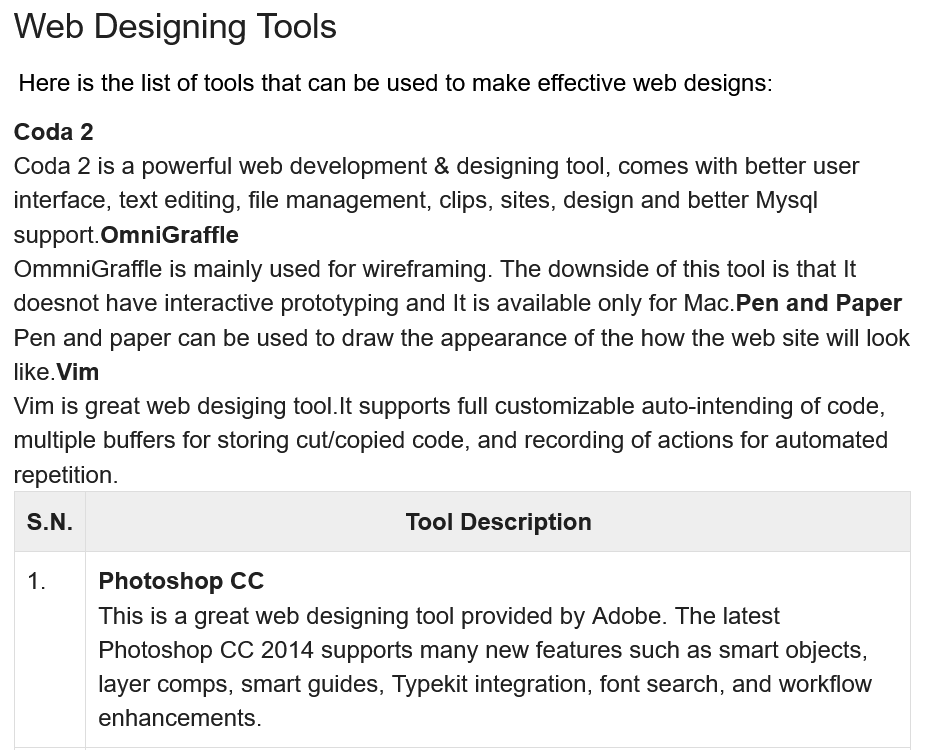 Web Designing Tools
Here is the list of tools that can be used to make effective web designs:
Coda 2
Coda 2 is a powerful web development & designing tool, comes with better user
interface, text editing, file management, clips, sites, design and better Mysql
support.OmniGraffle
OmmniGraffle is mainly used for wireframing. The downside of this tool is that It
doesnot have interactive prototyping and It is available only for Mac.Pen and Paper
Pen and paper can be used to draw the appearance of the how the web site will look
like.Vim
Vim is great web desiging tool.It supports full customizable auto-intending of code,
multiple buffers for storing cut/copied code, and recording of actions for automated
repetition.
S.N. Tool Description
1. Photoshop CC
This is a great web designing tool provided by Adobe. The latest
Photoshop CC 2014 supports many new features such as smart objects,
layer comps, smart guides, Typekit integration, font search, and workflow
enhancements.